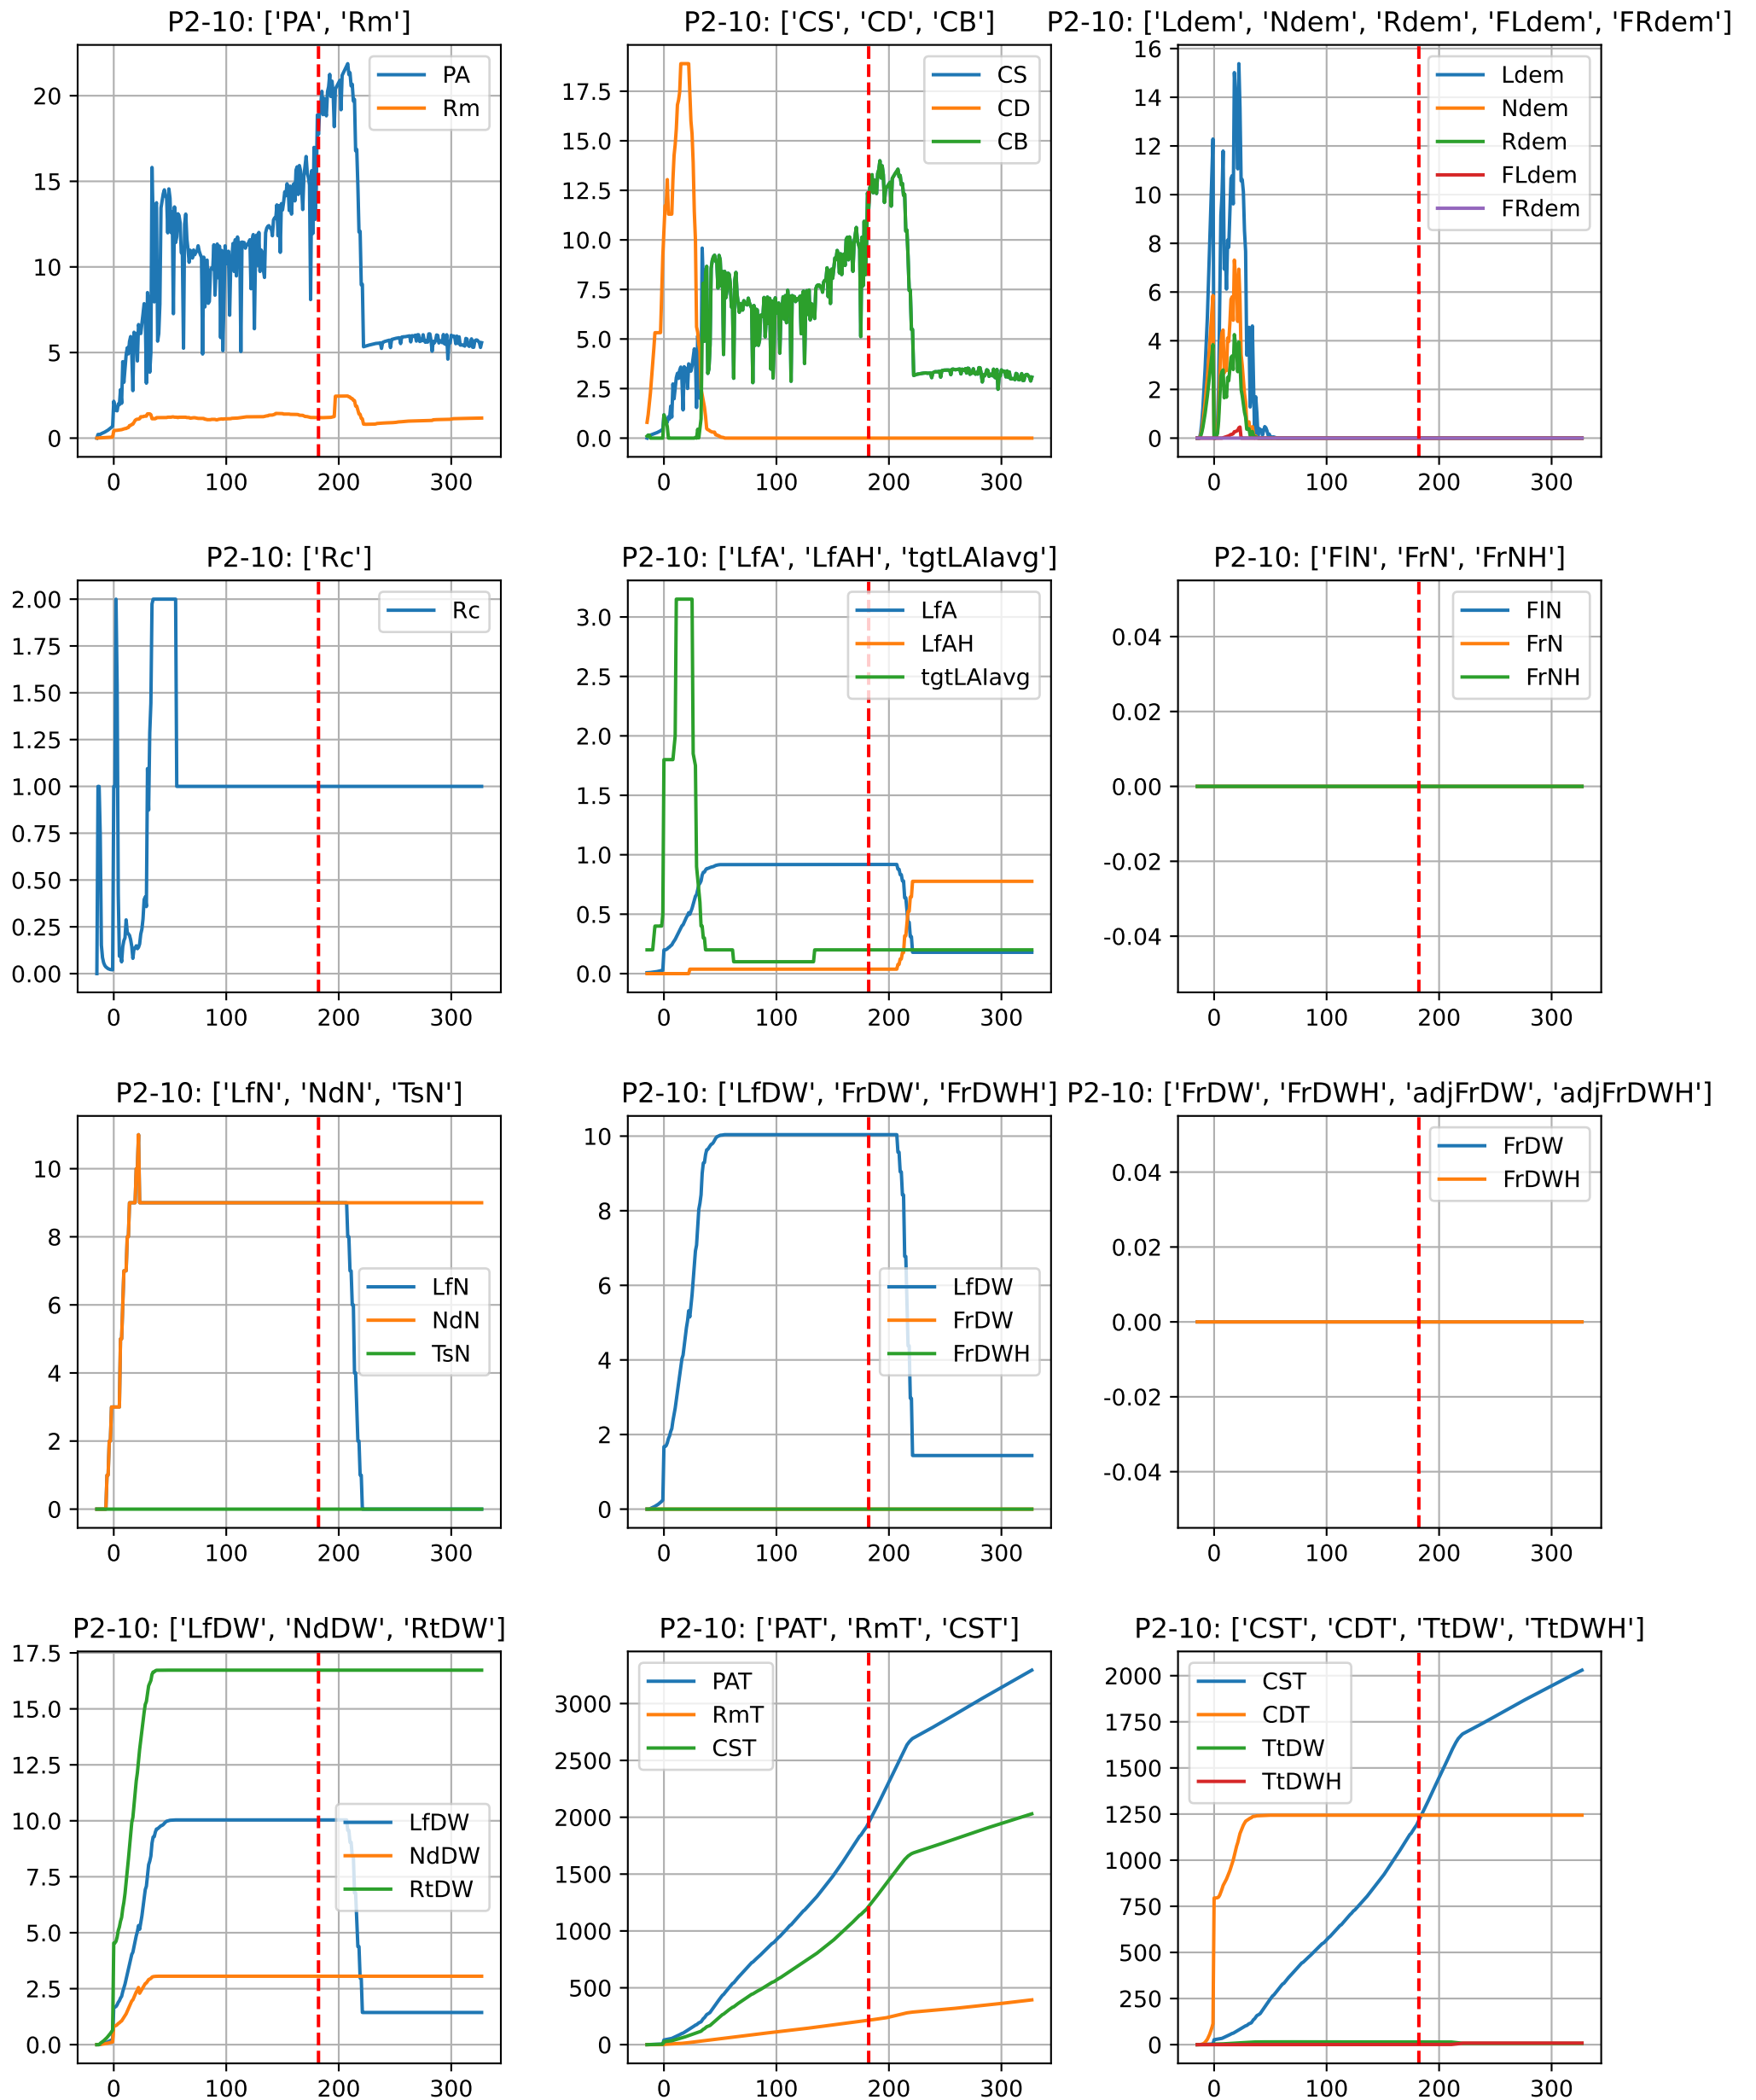 P2-10: ['PA', 'Rm']
PA
Rm
20
15
10
5
0
0 100 200 300
P2-10: ['CS', 'CD', 'CB']
CS
CD
CB
17.5
15.0
12.5
10.0
7.5
5.0
2.5
0.0
0 100 200 300
P2-10: ['Ldem', 'Ndem', 'Rdem', 'FLdem', 'FRdem']
Ldem
Ndem
Rdem
FLdem
FRdem
16
14
12
10
8
6
4
2
0
0 100 200 300
P2-10: ['Rc']
Rc
2.00
1.75
1.50
1.25
1.00
0.75
0.50
0.25
0.00
0 100 200 300
P2-10: ['LfA', 'LfAH', 'tgtLAIavg']
LfA
LfAH
tgtLAIavg
3.0
2.5
2.0
1.5
1.0
0.5
0.0
0 100 200 300
P2-10: ['FlN', 'FrN', 'FrNH']
FlN
FrN
FrNH
0.04
0.02
0.00
-0.02
-0.04
0 100 200 300
P2-10: ['LfN', 'NdN', 'TsN']
LfN
NdN
TsN
10
8
6
4
2
0
0 100 200 300
P2-10: ['LfDW', 'FrDW', 'FrDWH']
LfDW
FrDW
FrDWH
10
8
6
4
2
0
0 100 200 300
P2-10: ['FrDW', 'FrDWH', 'adjFrDW', 'adjFrDWH']
FrDW
FrDWH
0.04
0.02
0.00
-0.02
-0.04
0 100 200 300
P2-10: ['LfDW', 'NdDW', 'RtDW']
LfDW
NdDW
RtDW
17.5
15.0
12.5
10.0
7.5
5.0
2.5
0.0
0 100 200 300
P2-10: ['PAT', 'RmT', 'CST']
PAT
RmT
CST
3000
2500
2000
1500
1000
500
0
0 100 200 300
P2-10: ['CST', 'CDT', 'TtDW', 'TtDWH']
CST
CDT
TtDW
TtDWH
2000
1750
1500
1250
1000
750
500
250
0
0 100 200 300